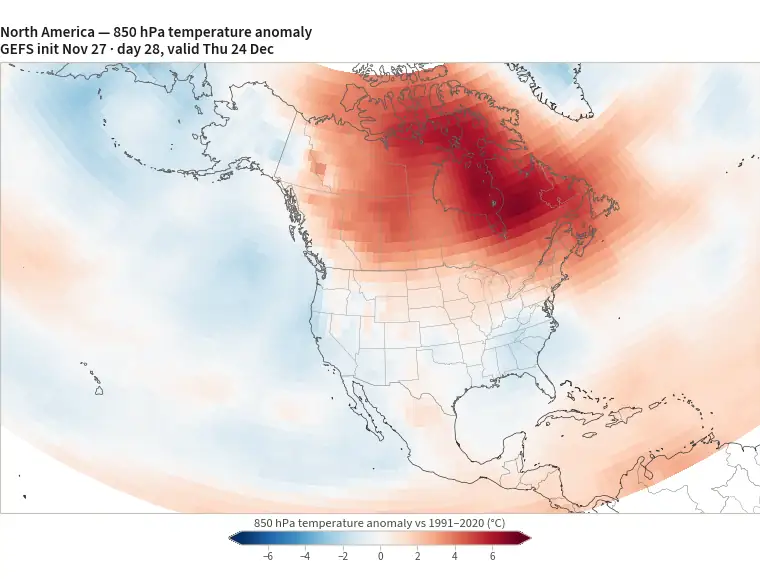 North America — 850 hPa temperature anomaly
GEFS init Nov 27 · day 28, valid Thu 24 Dec
850 hPa temperature anomaly vs 1991–2020 (°C)
−6 −4 −2 0 2 4 6